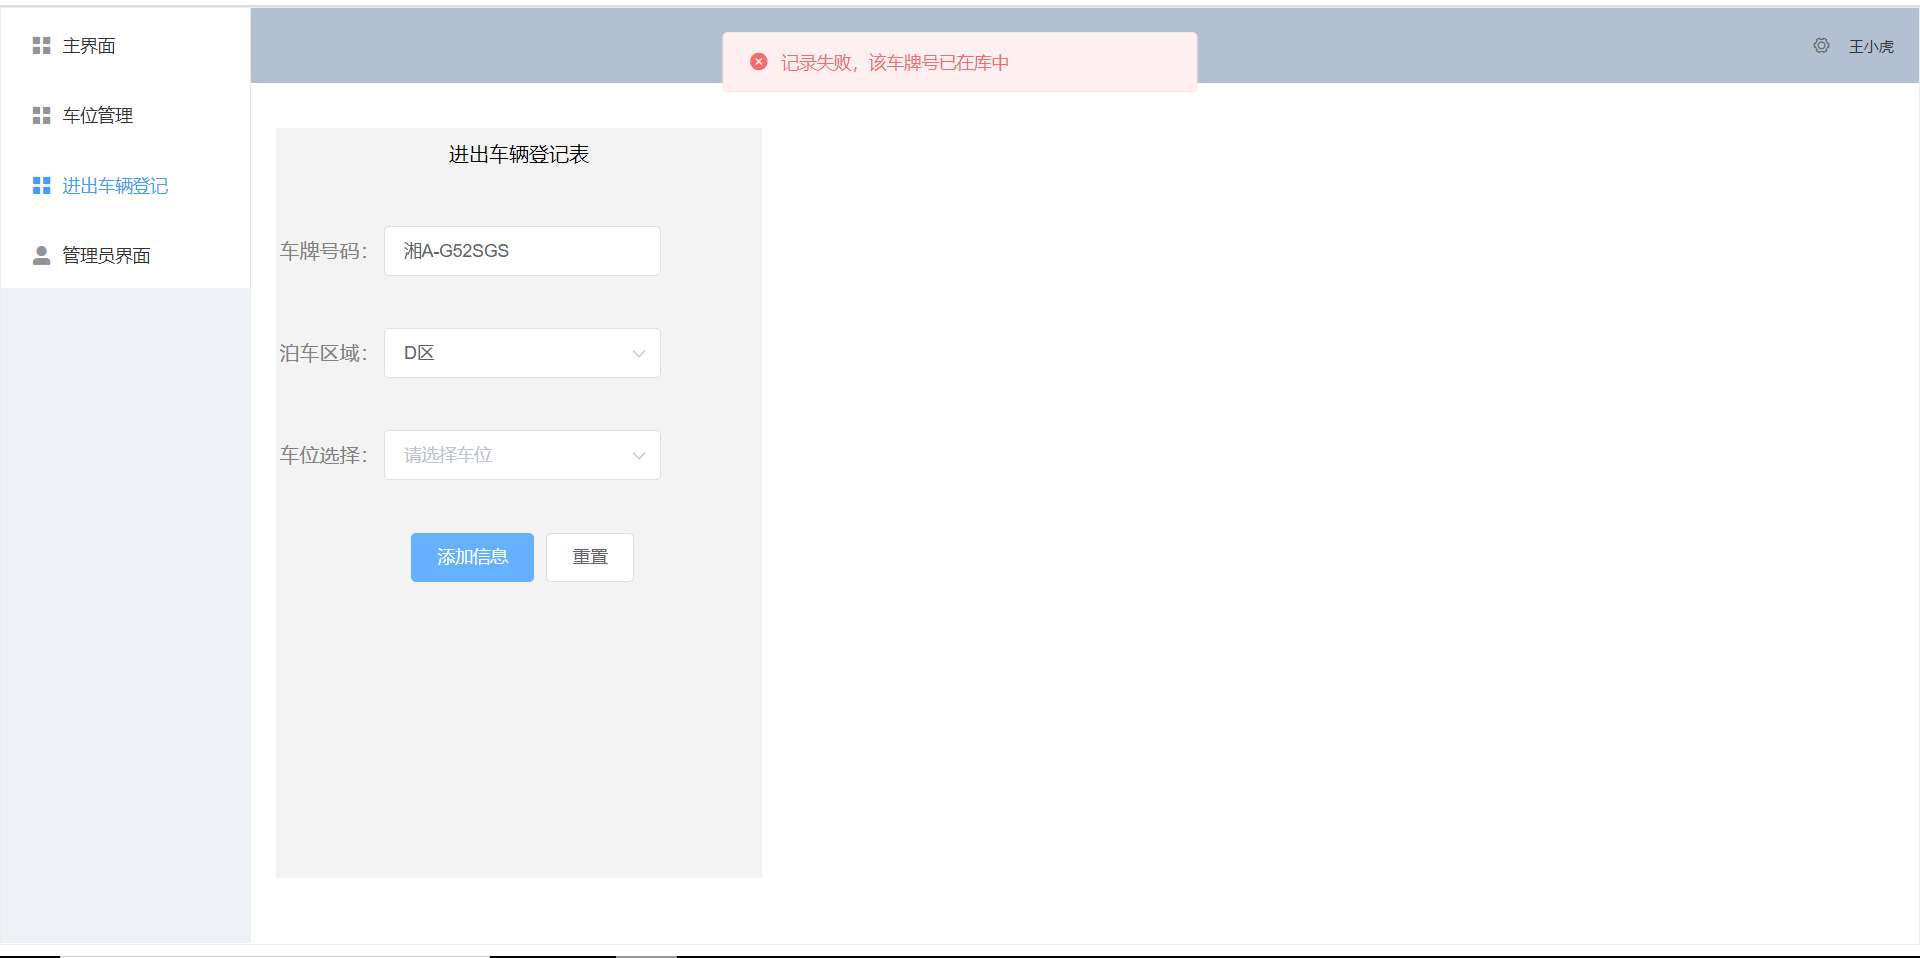 主界面
车位管理
进出车辆登记
管理员界面
记录失败，该车牌号已在库中
王小虎
进出车辆登记表
车牌号码： 湘A-G52SGS
泊车区域： D区
车位选择： 请选择车位
添加信息 重置